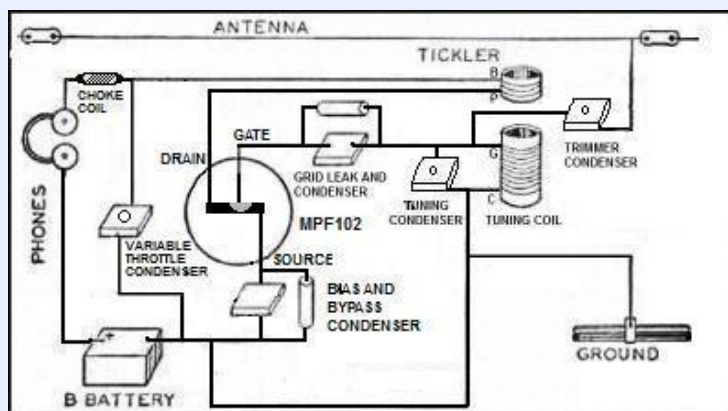 ANTENNA
TICKLER
B
P
CHOKE
COIL
GATE
DRAIN
GRID LEAK AND
CONDENSER
G
TRIMMER
CONDENSER
TUNING
CONDENSER
C
TUNING COIL
MPF102
PHONES
VARIABLE
THROTTLE
CONDENSER
SOURCE
BIAS AND
BYPASS
CONDENSER
+
-
B BATTERY
GROUND